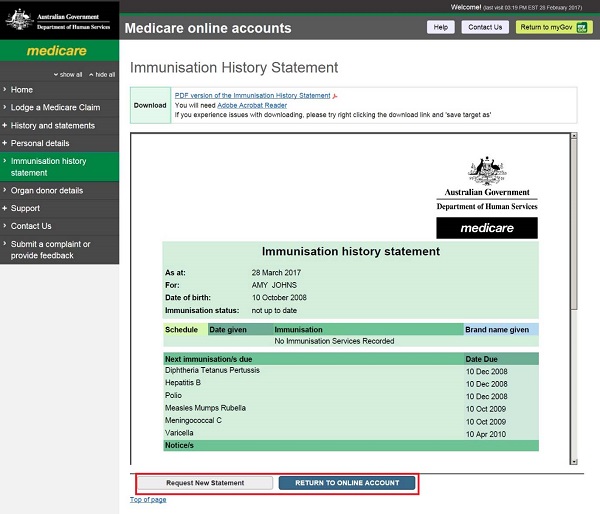 Welcome! (last visit 03:19 PM EST 28 February 2017)
Australian Government
Medicare online accounts
Help
Contact Us
Return to myGov
medicare
show all
hide all
Home
Lodge a Medicare Claim
History and statements
Personal details
Immunisation history
statement
Organ donor details
Support
Contact Us
Submit a complaint or
provide feedback
Immunisation History Statement
Download
PDF version of the Immunisation History Statement
You will need Adobe Acrobat Reader
If you experience issues with downloading, please try right clicking the download link and 'save target as'
Australian Government
Department of Human Services
medicare
Immunisation history statement
As at: 28 March 2017
For: AMY JOHNS
Date of birth: 10 October 2008
Immunisation status: not up to date
Schedule Date given Immunisation Brand name given
No Immunisation Services Recorded
Next immunisation/s due Date Due
Diphtheria Tetanus Pertussis 10 Dec 2008
Hepatitis B 10 Dec 2008
Polio 10 Dec 2008
Measles Mumps Rubella 10 Oct 2009
Meningococcal C 10 Oct 2009
Varicella 10 Apr 2010
Notice/s
Request New Statement
RETURN TO ONLINE ACCOUNT
Top of page